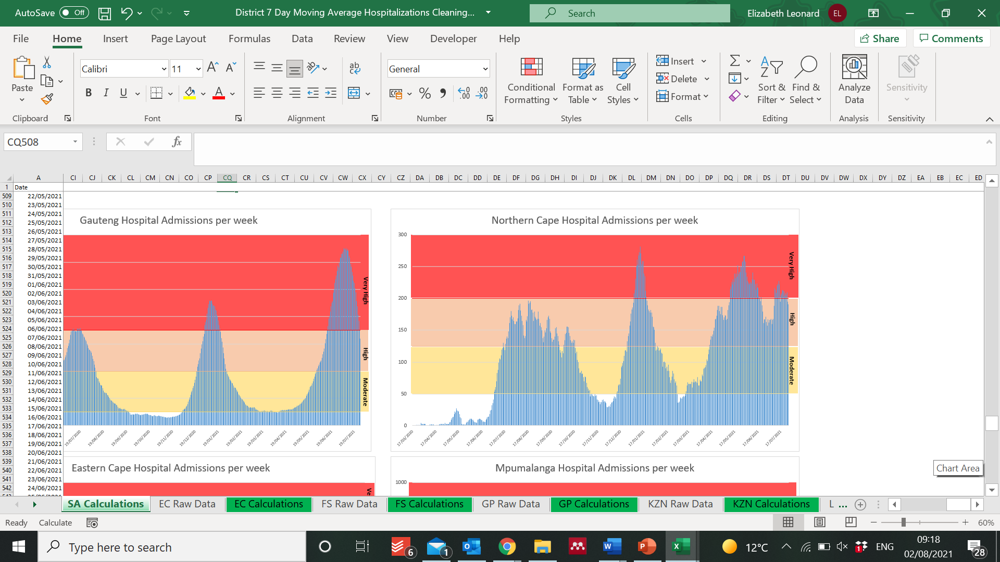 AutoSave Off District 7 Day Moving Average Hospitalizations Cleaning... Search Elizabeth Leonard EL
File Home Insert Page Layout Formulas Data Review View Developer Help Share Comments
Calibri 11 General
Paste
Conditional Formatting
Format as Table
Cell Styles
Insert
Delete
Format
Sort & Filter
Find & Select
Analyze Data
Sensitivity
Clipboard Font Alignment Number Styles Cells Editing Analysis Sensitivity
CQ508 fx
A CI CJ CK CL CM CN CO CP CQ CR CS CT CU CV CW CX CY CZ DA DB DC DD DE DF DG DH DI DJ DK DL DM DN DO DP DQ DR DS DT DU DV DW DX DY DZ EA EB EC ED
1 Date
509 22/05/2021
510 23/05/2021
511 24/05/2021
512 25/05/2021
513 26/05/2021
514 27/05/2021
515 28/05/2021
516 29/05/2021
517 30/05/2021
518 31/05/2021
519 01/06/2021
520 02/06/2021
521 03/06/2021
522 04/06/2021
523 05/06/2021
524 06/06/2021
525 07/06/2021
526 08/06/2021
527 09/06/2021
528 10/06/2021
529 11/06/2021
530 12/06/2021
531 13/06/2021
532 14/06/2021
533 15/06/2021
534 16/06/2021
535 17/06/2021
536 18/06/2021
537 19/06/2021
538 20/06/2021
539 21/06/2021
540 22/06/2021
541 23/06/2021
542 24/06/2021
Gauteng Hospital Admissions per week
Very High
High
Moderate
19/07/2020 19/08/2020 19/09/2020 19/10/2020 19/11/2020 19/12/2020 19/01/2021 19/02/2021 19/03/2021 19/04/2021 19/05/2021 19/06/2021 19/07/2021
Northern Cape Hospital Admissions per week
300
250
200
150
100
50
0
Very High
High
Moderate
17/03/2020 17/04/2020 17/05/2020 17/06/2020 17/07/2020 17/08/2020 17/09/2020 17/10/2020 17/11/2020 17/12/2020 17/01/2021 17/02/2021 17/03/2021 17/04/2021 17/05/2021 17/06/2021 17/07/2021
Eastern Cape Hospital Admissions per week
Ve
Mpumalanga Hospital Admissions per week
1000
Chart Area
SA Calculations EC Raw Data EC Calculations FS Raw Data FS Calculations GP Raw Data GP Calculations KZN Raw Data KZN Calculations L ...
Ready Calculate 60%
Type here to search 6 1 12°C ENG 09:18
02/08/2021 28